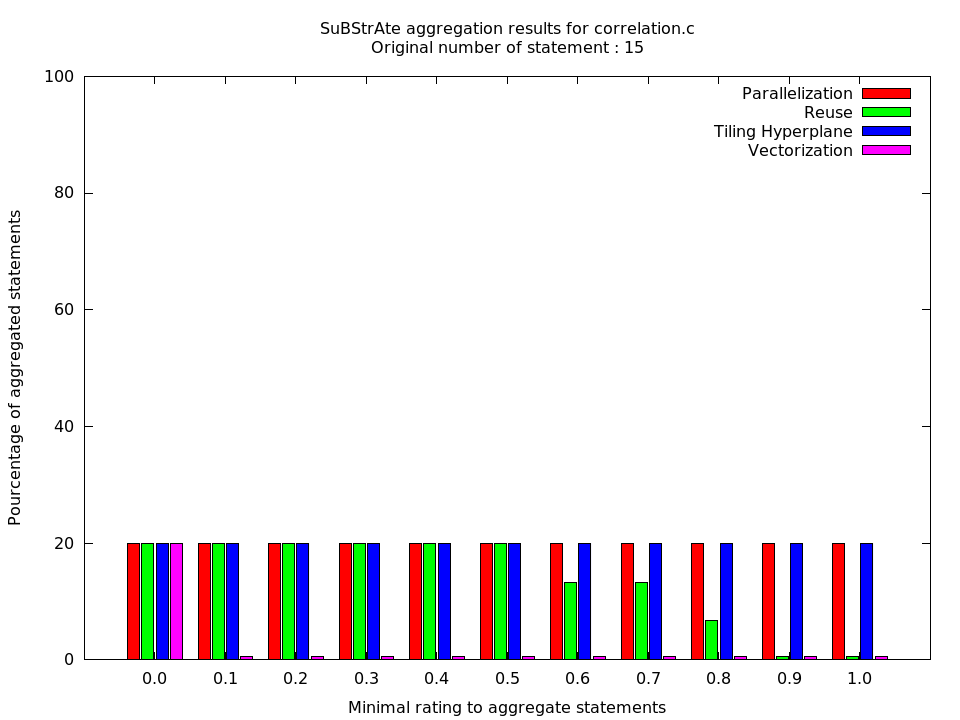 SuBStrAte aggregation results for correlation.c
Original number of statement : 15
100
80
60
40
20
0
Pourcentage of aggregated statements
Parallelization
Reuse
Tiling Hyperplane
Vectorization
0.0 0.1 0.2 0.3 0.4 0.5 0.6 0.7 0.8 0.9 1.0
Minimal rating to aggregate statements